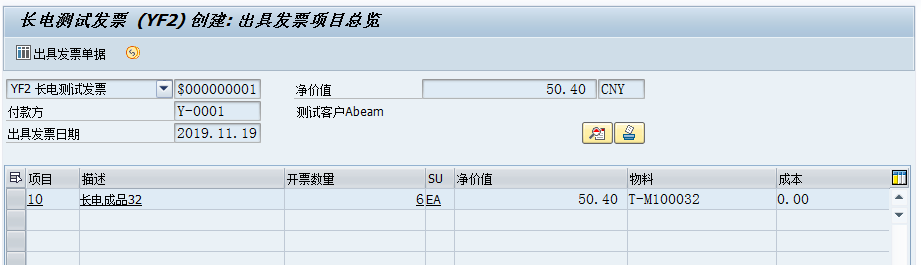 长电测试发票 (YF2) 创建: 出具发票项目总览
出具发票单据
YF2 长电测试发票 $000000001 净价值 50.40 CNY
付款方 Y-0001 测试客户Abeam
出具发票日期 2019.11.19
项目 描述 开票数量 SU 净价值 物料 成本
10 长电成品32 6 EA 50.40 T-M100032 0.00